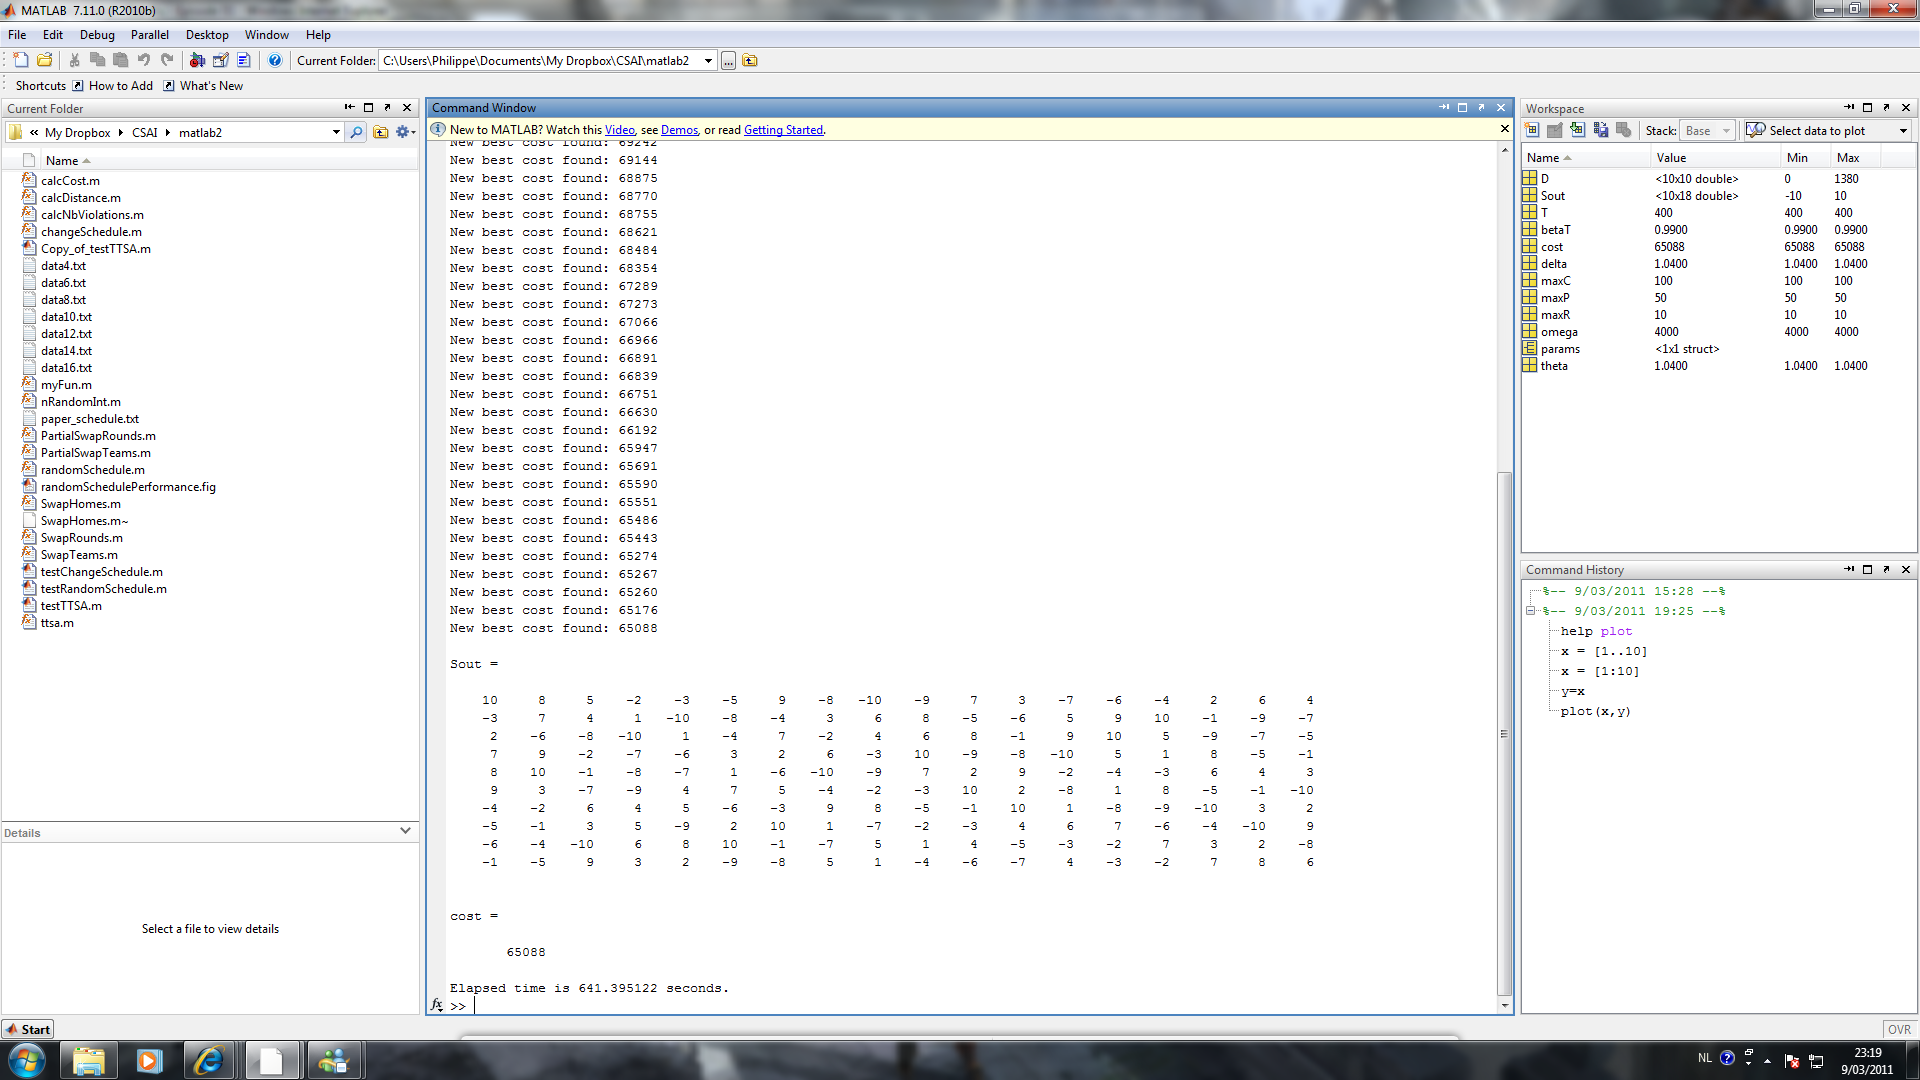 MATLAB 7.11.0 (R2010b)
File Edit Debug Parallel Desktop Window Help
Current Folder: C:\Users\Philippe\Documents\My Dropbox\CSAI\matlab2 ...
Shortcuts How to Add What's New
Current Folder
« My Dropbox CSAI matlab2
Name
calcCost.m
calcDistance.m
calcNbViolations.m
changeSchedule.m
Copy_of_testTTSA.m
data4.txt
data6.txt
data8.txt
data10.txt
data12.txt
data14.txt
data16.txt
myFun.m
nRandomInt.m
paper_schedule.txt
PartialSwapRounds.m
PartialSwapTeams.m
randomSchedule.m
randomSchedulePerformance.fig
SwapHomes.m
SwapHomes.m~
SwapRounds.m
SwapTeams.m
testChangeSchedule.m
testRandomSchedule.m
testTTSA.m
ttsa.m
Details
Select a file to view details
Command Window
New to MATLAB? Watch this Video, see Demos, or read Getting Started.
New best cost found: 69242
New best cost found: 69144
New best cost found: 68875
New best cost found: 68770
New best cost found: 68755
New best cost found: 68621
New best cost found: 68484
New best cost found: 68354
New best cost found: 67289
New best cost found: 67273
New best cost found: 67066
New best cost found: 66966
New best cost found: 66891
New best cost found: 66839
New best cost found: 66751
New best cost found: 66630
New best cost found: 66192
New best cost found: 65947
New best cost found: 65691
New best cost found: 65590
New best cost found: 65551
New best cost found: 65486
New best cost found: 65443
New best cost found: 65274
New best cost found: 65267
New best cost found: 65260
New best cost found: 65176
New best cost found: 65088
Sout =
10 8 5 -2 -3 -5 9 -8 -10 -9 7 3 -7 -6 -4 2 6 4
-3 7 4 1 -10 -8 -4 3 6 8 -5 -6 5 9 10 -1 -9 -7
2 -6 -8 -10 1 -4 7 -2 4 6 8 -1 9 10 5 -9 -7 -5
7 9 -2 -7 -6 3 2 6 -3 10 -9 -8 -10 5 1 8 -5 -1
8 10 -1 -8 -7 1 -6 -10 -9 7 2 9 -2 -4 -3 6 4 3
9 3 -7 -9 4 7 5 -4 -2 -3 10 2 -8 1 8 -5 -1 -10
-4 -2 6 4 5 -6 -3 9 8 -5 -1 10 1 -8 -9 -10 3 2
-5 -1 3 5 -9 2 10 1 -7 -2 -3 4 6 7 -6 -4 -10 9
-6 -4 -10 6 8 10 -1 -7 5 1 4 -5 -3 -2 7 3 2 -8
-1 -5 9 3 2 -9 -8 5 1 -4 -6 -7 4 -3 -2 7 8 6
cost =
65088
Elapsed time is 641.395122 seconds.
fx >>
Workspace
Stack: Base Select data to plot
Name Value Min Max
D <10x10 double> 0 1380
Sout <10x18 double> -10 10
T 400 400 400
betaT 0.9900 0.9900 0.9900
cost 65088 65088 65088
delta 1.0400 1.0400 1.0400
maxC 100 100 100
maxP 50 50 50
maxR 10 10 10
omega 4000 4000 4000
params <1x1 struct>
theta 1.0400 1.0400 1.0400
Command History
%-- 9/03/2011 15:28 --%
%-- 9/03/2011 19:25 --%
help plot
x = [1..10]
x = [1:10]
y=x
plot(x,y)
Start
OVR
NL
23:19
9/03/2011